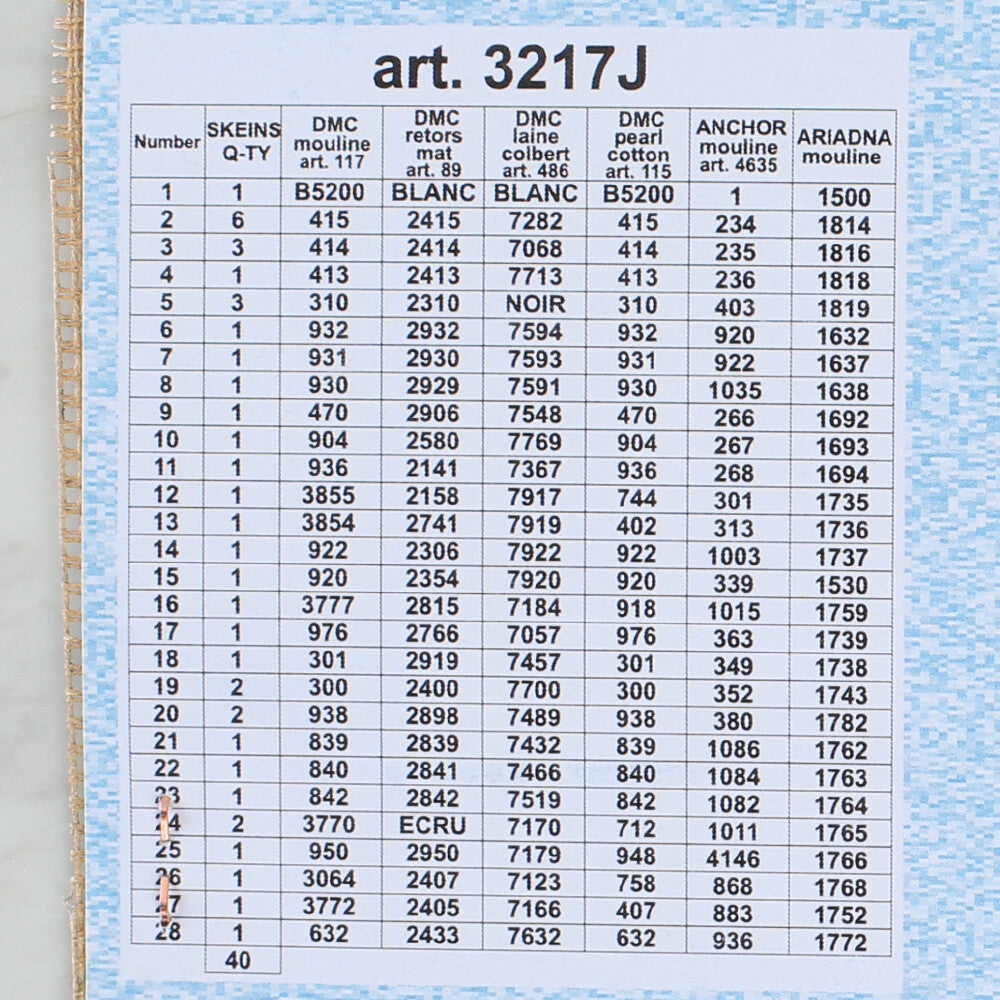 art. 3217J
Number SKEINS Q-TY DMC mouline art. 117 DMC retors mat art. 89 DMC laine colbert art. 486 DMC pearl cotton art. 115 ANCHOR mouline art. 4635 ARIADNA mouline
1 1 B5200 BLANC BLANC B5200 1 1500
2 6 415 2415 7282 415 234 1814
3 3 414 2414 7068 414 235 1816
4 1 413 2413 7713 413 236 1818
5 3 310 2310 NOIR 310 403 1819
6 1 932 2932 7594 932 920 1632
7 1 931 2930 7593 931 922 1637
8 1 930 2929 7591 930 1035 1638
9 1 470 2906 7548 470 266 1692
10 1 904 2580 7769 904 267 1693
11 1 936 2141 7367 936 268 1694
12 1 3855 2158 7917 744 301 1735
13 1 3854 2741 7919 402 313 1736
14 1 922 2306 7922 922 1003 1737
15 1 920 2354 7920 920 339 1530
16 1 3777 2815 7184 918 1015 1759
17 1 976 2766 7057 976 363 1739
18 1 301 2919 7457 301 349 1738
19 2 300 2400 7700 300 352 1743
20 2 938 2898 7489 938 380 1782
21 1 839 2839 7432 839 1086 1762
22 1 840 2841 7466 840 1084 1763
23 1 842 2842 7519 842 1082 1764
24 2 3770 ECRU 7170 712 1011 1765
25 1 950 2950 7179 948 4146 1766
26 1 3064 2407 7123 758 868 1768
27 1 3772 2405 7166 407 883 1752
28 1 632 2433 7632 632 936 1772
40